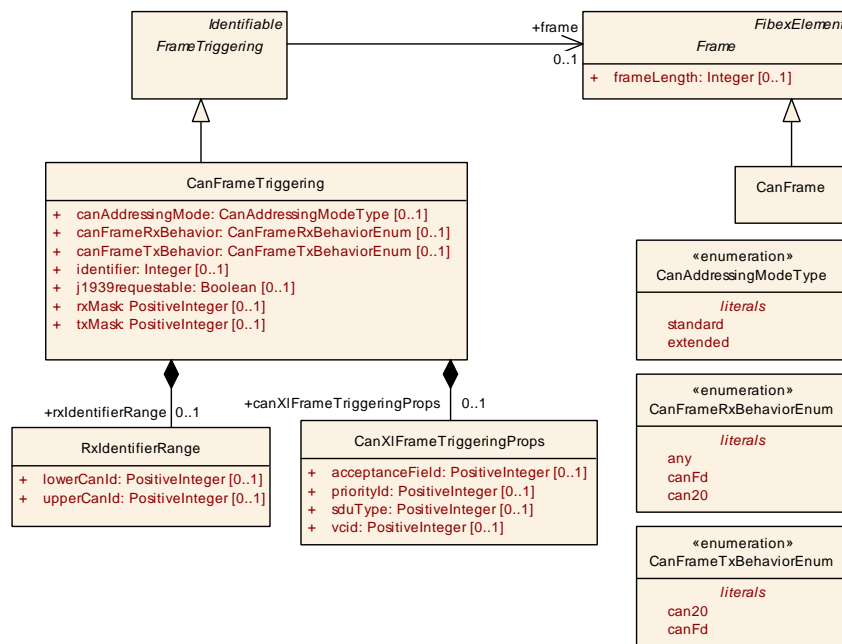 Identifiable
FrameTriggering
+frame
0..1
FibexElement
Frame
+ frameLength: Integer [0..1]
CanFrameTriggering
+ canAddressingMode: CanAddressingModeType [0..1]
+ canFrameRxBehavior: CanFrameRxBehaviorEnum [0..1]
+ canFrameTxBehavior: CanFrameTxBehaviorEnum [0..1]
+ identifier: Integer [0..1]
+ j1939requestable: Boolean [0..1]
+ rxMask: PositiveInteger [0..1]
+ txMask: PositiveInteger [0..1]
CanFrame
«enumeration»
CanAddressingModeType
literals
standard
extended
+rxIdentifierRange
0..1
+canXlFrameTriggeringProps
0..1
RxIdentifierRange
+ lowerCanId: PositiveInteger [0..1]
+ upperCanId: PositiveInteger [0..1]
CanXlFrameTriggeringProps
+ acceptanceField: PositiveInteger [0..1]
+ priorityId: PositiveInteger [0..1]
+ sduType: PositiveInteger [0..1]
+ vcid: PositiveInteger [0..1]
«enumeration»
CanFrameRxBehaviorEnum
literals
any
canFd
can20
«enumeration»
CanFrameTxBehaviorEnum
literals
can20
canFd